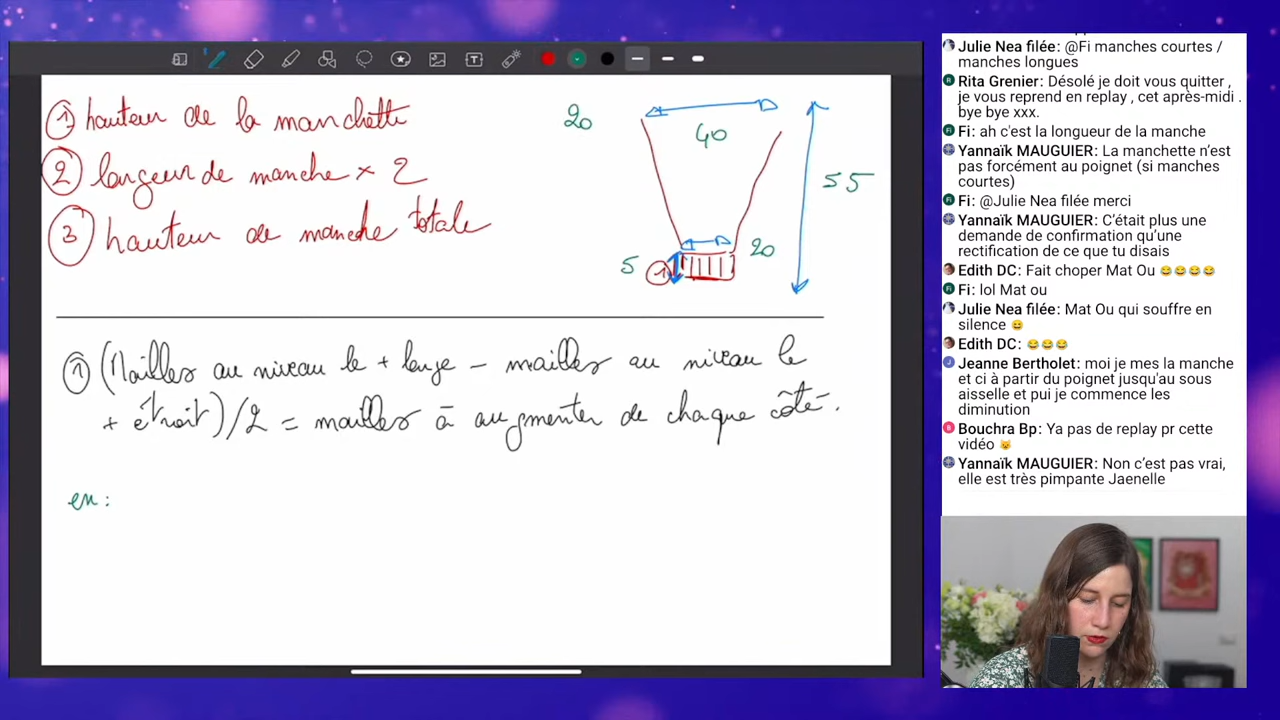 ① hauteur de la manchette
② largeur de manche × 2
③ hauteur de manche totale
20
40
55
20
5
①
① (Mailles au niveau le + large - mailles au niveau le
+ étroit)/2 = mailles à augmenter de chaque côté.
ex:
Julie Nea filée: @Fi manches courtes /
manches longues
Rita Grenier: Désolé je doit vous quitter ,
je vous reprend en replay , cet après-midi .
bye bye xxx.
Fi: ah c'est la longueur de la manche
Yannaïk MAUGUIER: La manchette n'est
pas forcément au poignet (si manches
courtes)
Fi: @Julie Nea filée merci
Yannaïk MAUGUIER: C'était plus une
demande de confirmation qu'une
rectification de ce que tu disais
Edith DC: Fait choper Mat Ou 😂😂😂😂
Fi: lol Mat ou
Julie Nea filée: Mat Ou qui souffre en
silence 😄
Edith DC: 😂😂😂
Jeanne Bertholet: moi je mes la manche
et ci à partir du poignet jusqu'au sous
aisselle et pui je commence les
diminution
Bouchra Bp: Ya pas de replay pr cette
vidéo 😺
Yannaïk MAUGUIER: Non c'est pas vrai,
elle est très pimpante Jaenelle